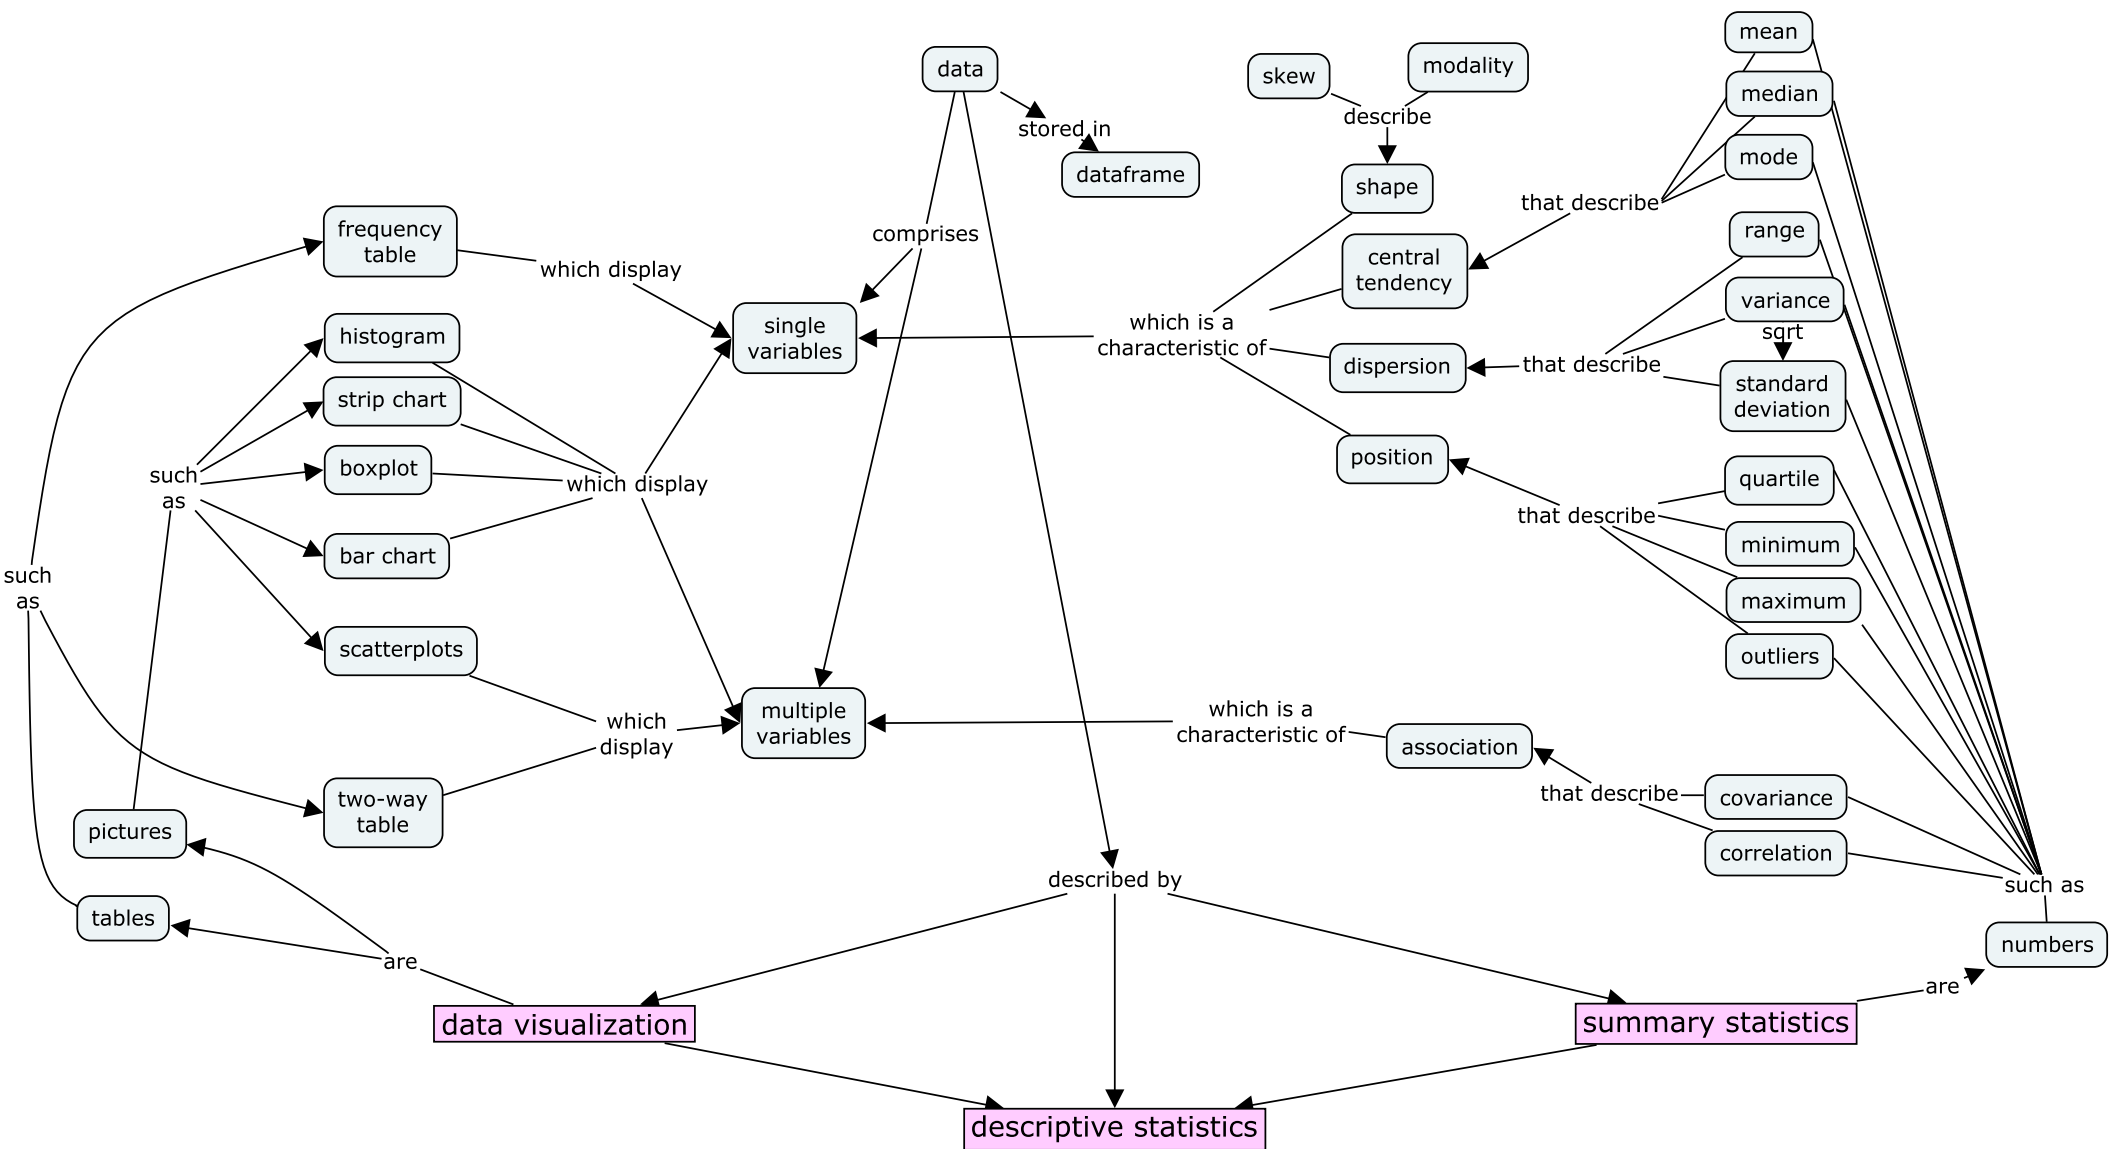 mean
data
skew
modality
median
describe
stored in
mode
dataframe
shape
that describe
frequency
table
comprises
range
central
tendency
which display
variance
histogram
single
variables
which is a
characteristic of
sqrt
dispersion
that describe
strip chart
standard
deviation
such
as
boxplot
which display
position
quartile
that describe
bar chart
minimum
such
as
maximum
scatterplots
outliers
which
display
multiple
variables
which is a
characteristic of
association
two-way
table
that describe
covariance
pictures
correlation
described by
such as
tables
numbers
are
are
data visualization
summary statistics
descriptive statistics